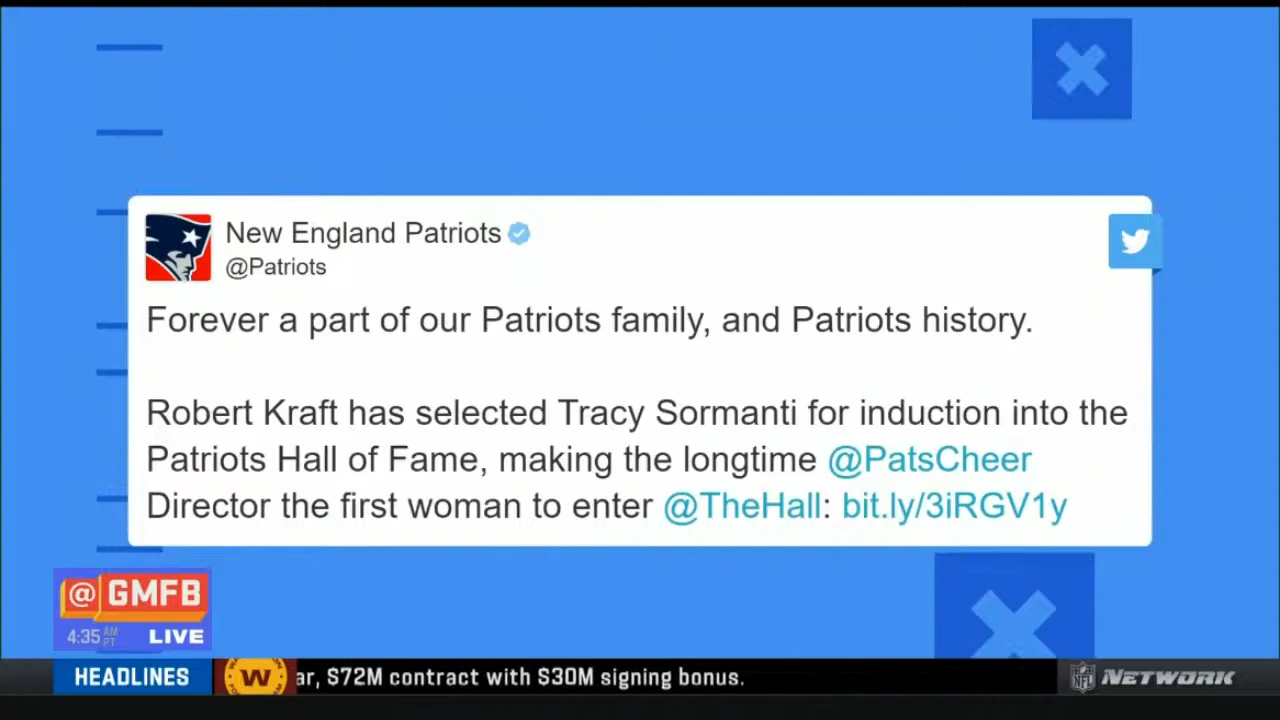 New England Patriots
@Patriots
Forever a part of our Patriots family, and Patriots history.
Robert Kraft has selected Tracy Sormanti for induction into the
Patriots Hall of Fame, making the longtime @PatsCheer
Director the first woman to enter @TheHall: bit.ly/3iRGV1y
@GMFB
4:35 AM PT LIVE
HEADLINES W ar, $72M contract with $30M signing bonus. NFL NETWORK